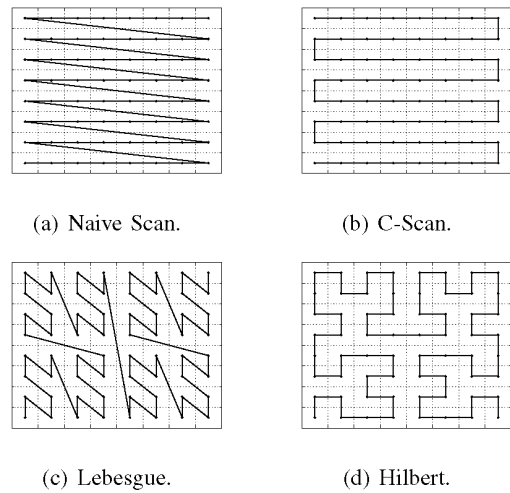 (a) Naive Scan.
(b) C-Scan.
(c) Lebesgue.
(d) Hilbert.